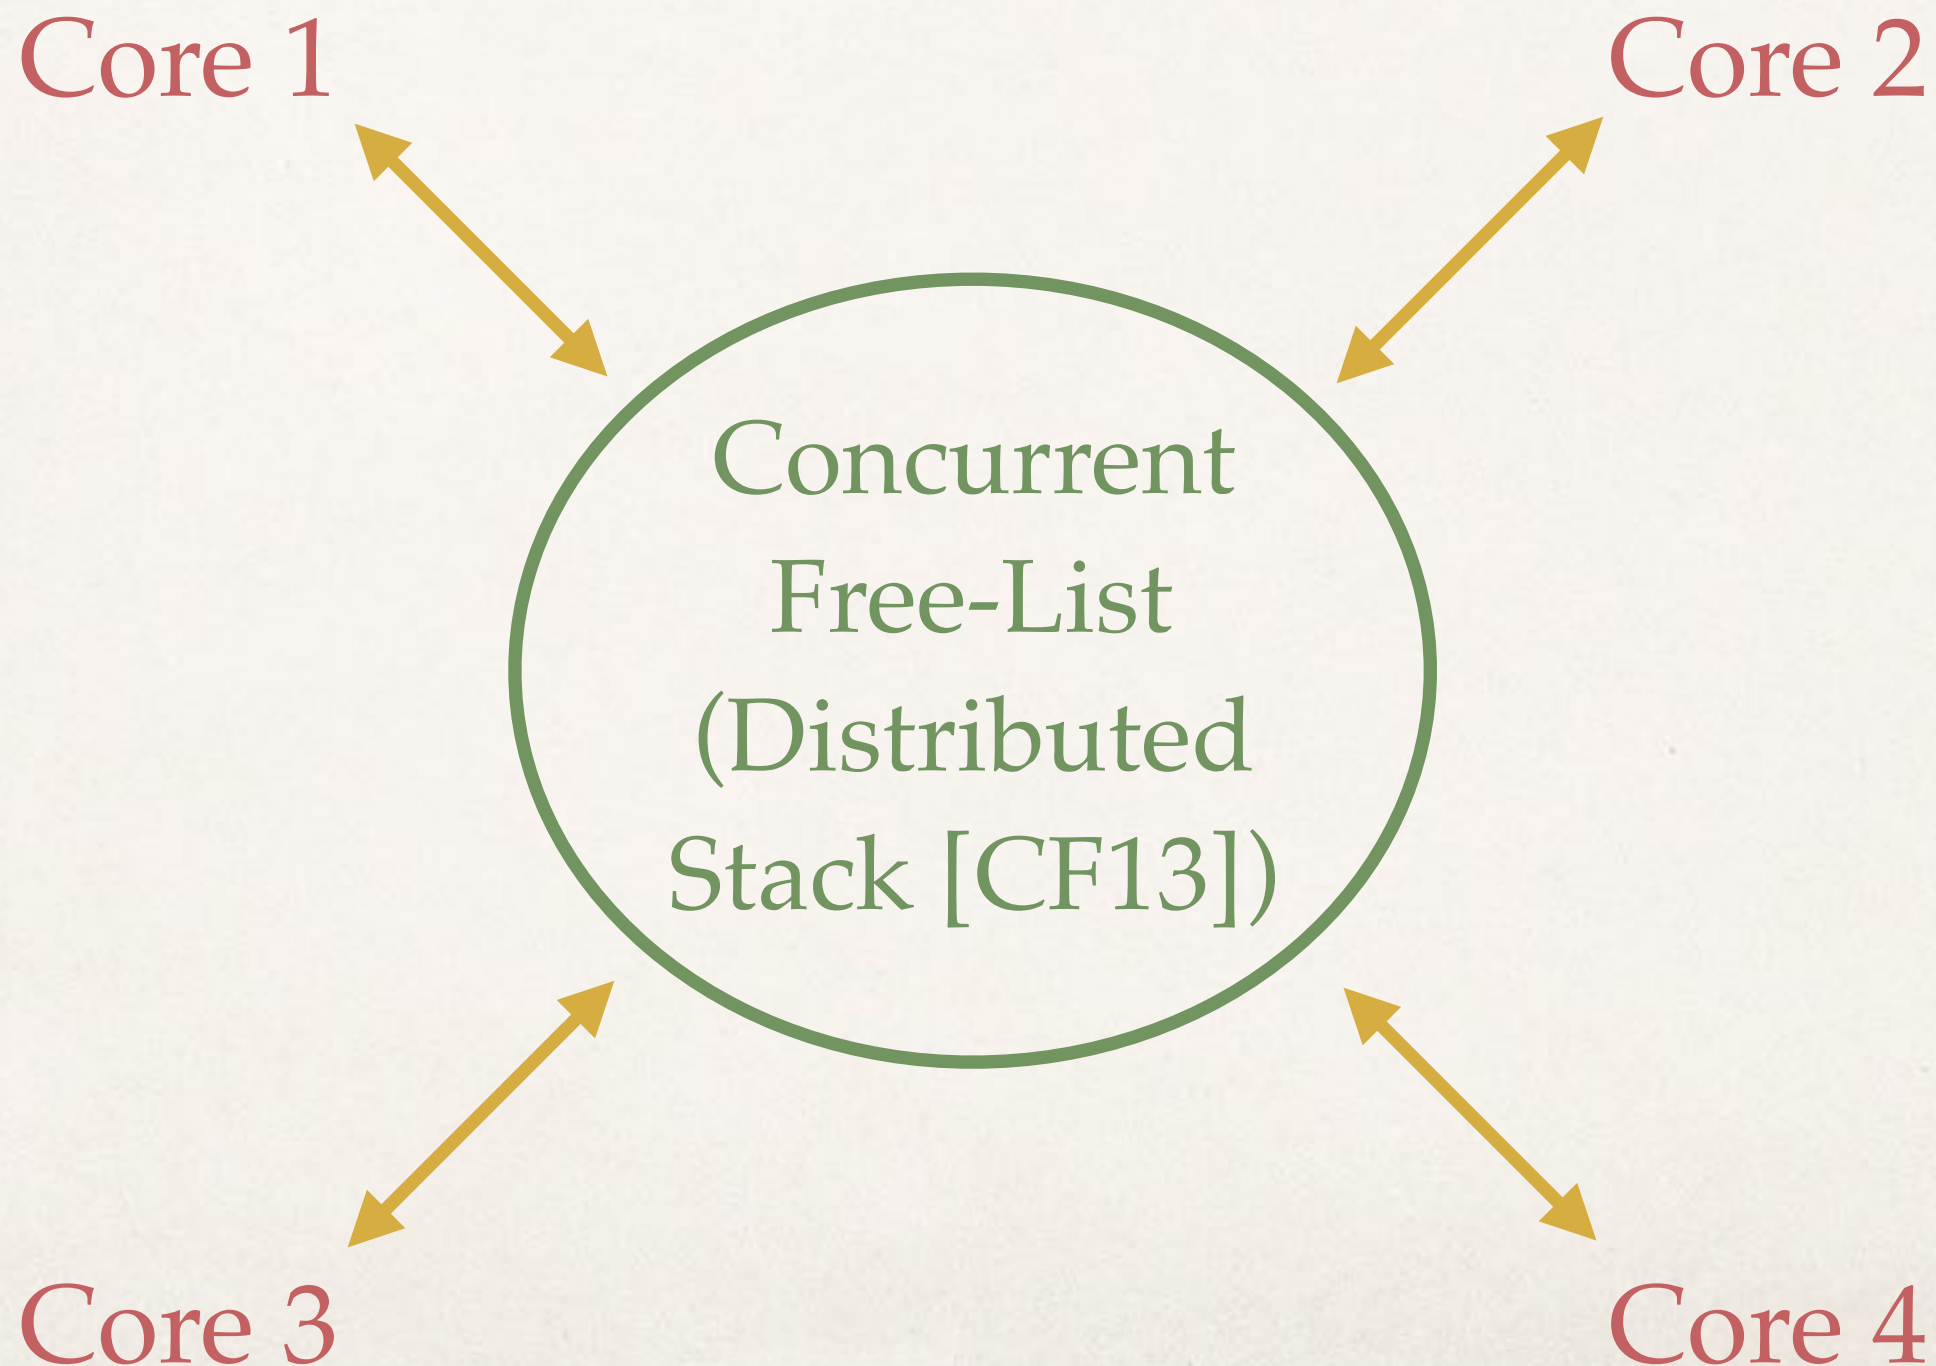 Core 1
Core 2
Concurrent
Free-List
(Distributed
Stack [CF13])
Core 3
Core 4